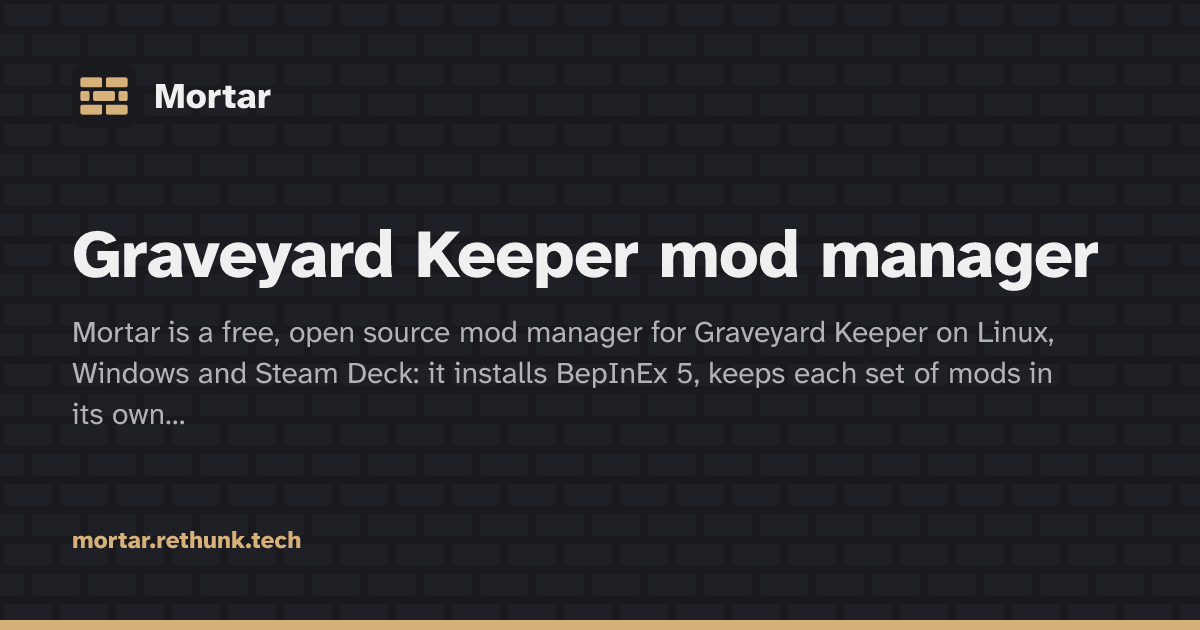 Mortar
Graveyard Keeper mod manager
Mortar is a free, open source mod manager for Graveyard Keeper on Linux,
Windows and Steam Deck: it installs BepInEx 5, keeps each set of mods in
its own...
mortar.rethunk.tech